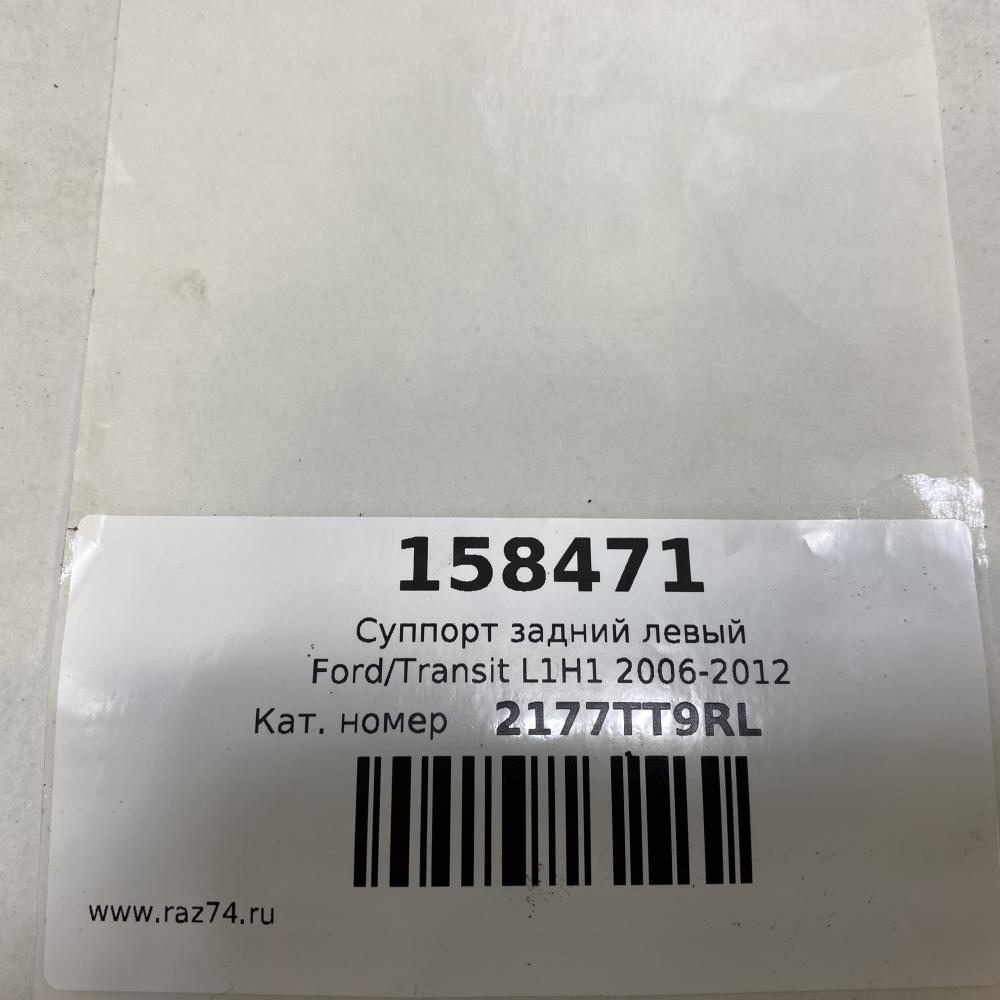 158471
Суппорт задний левый
Ford/Transit L1H1 2006-2012
Кат. номер 2177TT9RL
www.raz74.ru